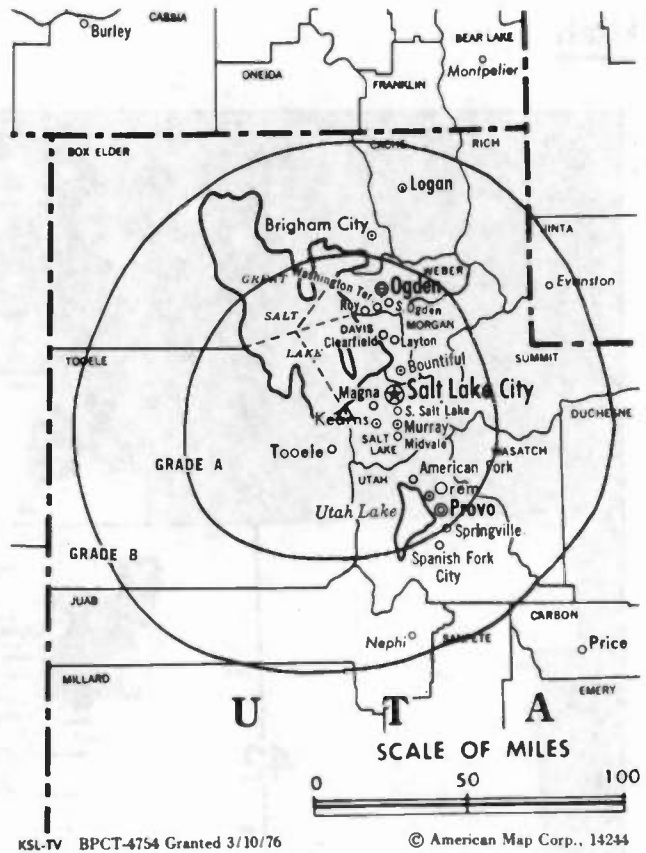 CASSIA
Burley
BEAR LAKE
Montpelier
ONEIDA
FRANKLIN
BOX ELDER
CACHE
RICH
Logan
Brigham City
UINTA
Evanston
WEBER
GREAT
Washington Ter.
Ogden
Roy
S. Ogden
SALT
MORGAN
DAVIS
Clearfield
Layton
LAKE
TOOELE
SUMMIT
Bountiful
Magna
Salt Lake City
S. Salt Lake
DUCHESNE
Kearns
Murray
SALT LAKE
Midvale
Tooele
WASATCH
GRADE A
UTAH
American Fork
Orem
Utah Lake
Provo
Springville
GRADE B
Spanish Fork
City
JUAB
CARBON
Nephi
SANPETE
Price
MILLARD
EMERY
U T A
SCALE OF MILES
0 50 100
KSL-TV BPCT-4754 Granted 3/10/76
© American Map Corp., 14244